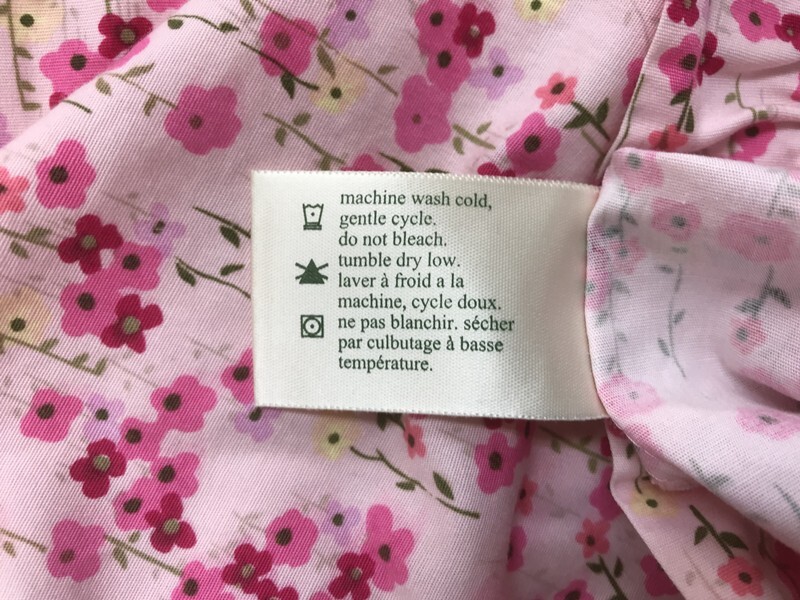 machine wash cold,
gentle cycle.
do not bleach.
tumble dry low.
laver à froid a la
machine, cycle doux.
ne pas blanchir. sécher
par culbutage à basse
température.